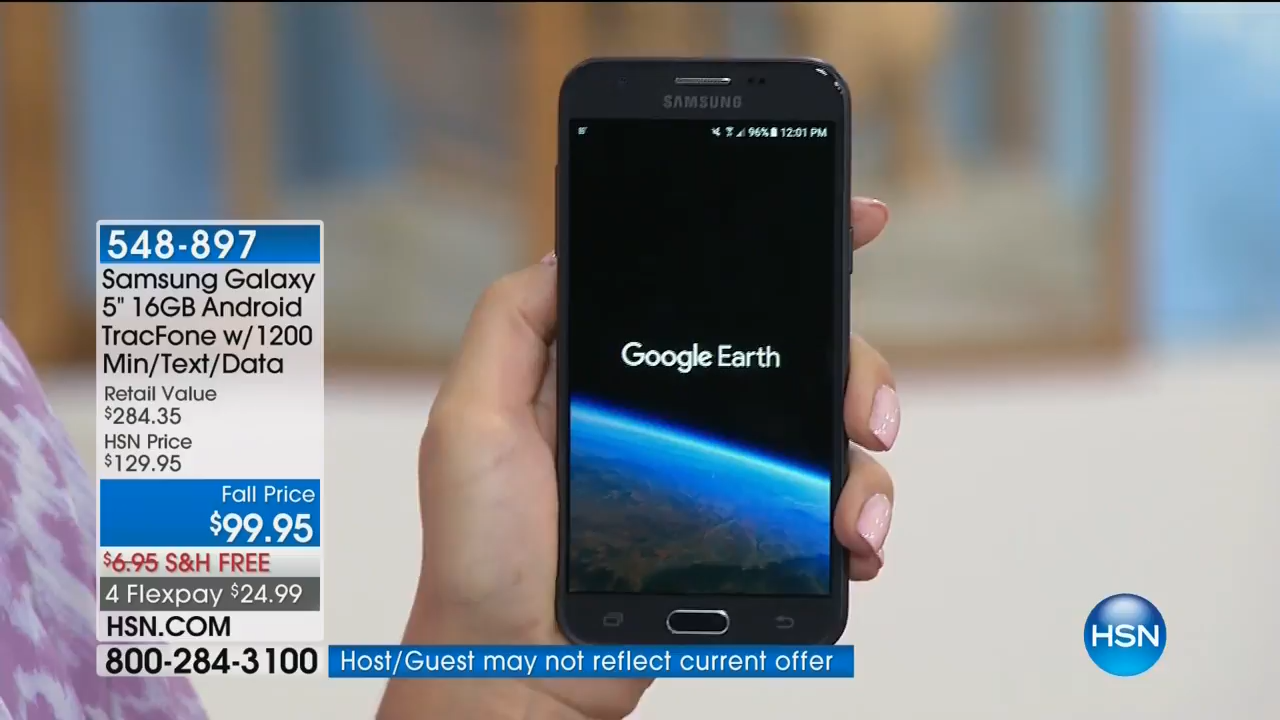 SAMSUNG
96% 12:01 PM
Google Earth
548-897
Samsung Galaxy
5" 16GB Android
TracFone w/1200
Min/Text/Data
Retail Value
$284.35
HSN Price
$129.95
Fall Price
$99.95
$6.95 S&H FREE
4 Flexpay $24.99
HSN.COM
800-284-3100
Host/Guest may not reflect current offer
HSN